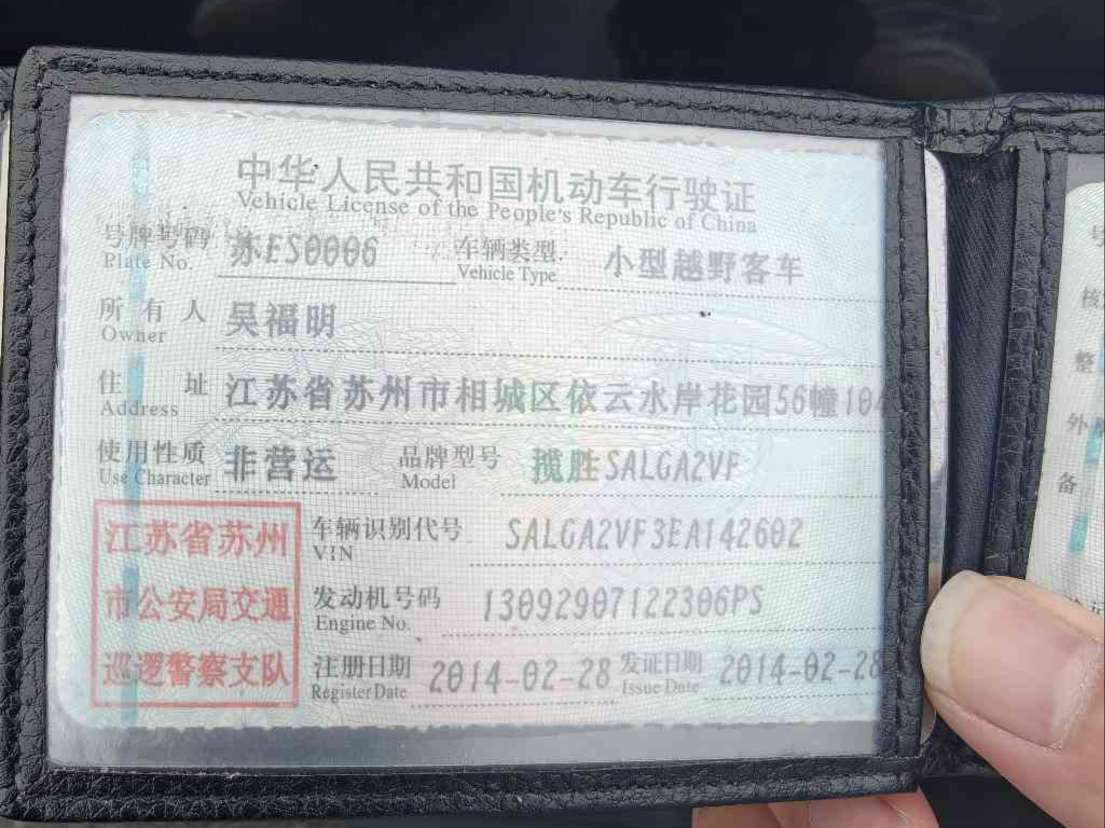 中华人民共和国机动车行驶证
Vehicle License of the People's Republic of China
号牌号码 苏ES0006 车辆类型 小型越野客车
Plate No. Vehicle Type
所有人 吴福明
Owner
住址 江苏省苏州市相城区依云水岸花园56幢104
Address
使用性质 非营运 品牌型号 揽胜SALGA2VF
Use Character Model
江苏省苏州
市公安局交通
巡逻警察支队
车辆识别代号 SALGA2VF3EA142602
VIN
发动机号码 13092907122306PS
Engine No.
注册日期 2014-02-28 发证日期 2014-02-28
Register Date Issue Date
号
核
整
外
备